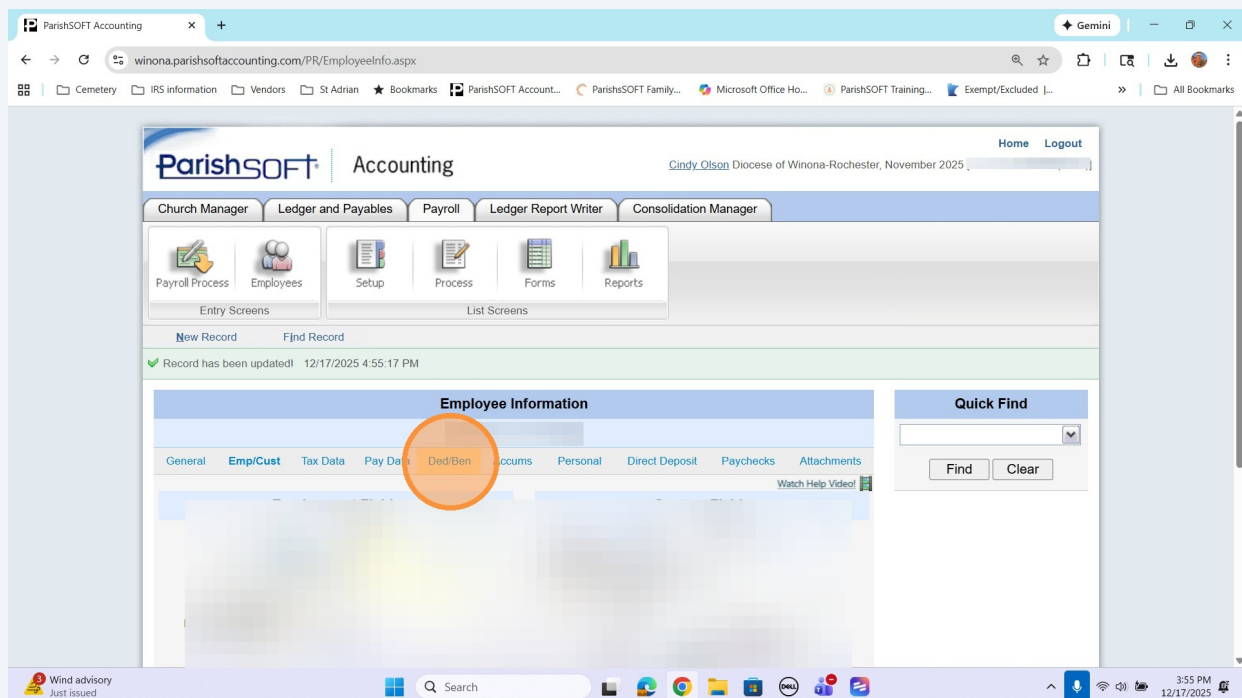 ParishSOFT Accounting
Gemini
winona.parishsoftaccounting.com/PR/EmployeeInfo.aspx
Cemetery IRS information Vendors St Adrian Bookmarks ParishSOFT Account... ParishsSOFT Family... Microsoft Office Ho... ParishSOFT Training... Exempt/Excluded |... » All Bookmarks
Home Logout
ParishSOFT Accounting
Cindy Olson Diocese of Winona-Rochester, November 2025 [ ]
Church Manager Ledger and Payables Payroll Ledger Report Writer Consolidation Manager
Payroll Process Employees Setup Process Forms Reports
Entry Screens List Screens
New Record Find Record
Record has been updated! 12/17/2025 4:55:17 PM
Employee Information Quick Find
General Emp/Cust Tax Data Pay Data Ded/Ben Accums Personal Direct Deposit Paychecks Attachments
Find Clear
Watch Help Video!
3 Wind advisory
Just issued
Search
DELL
3:55 PM
12/17/2025